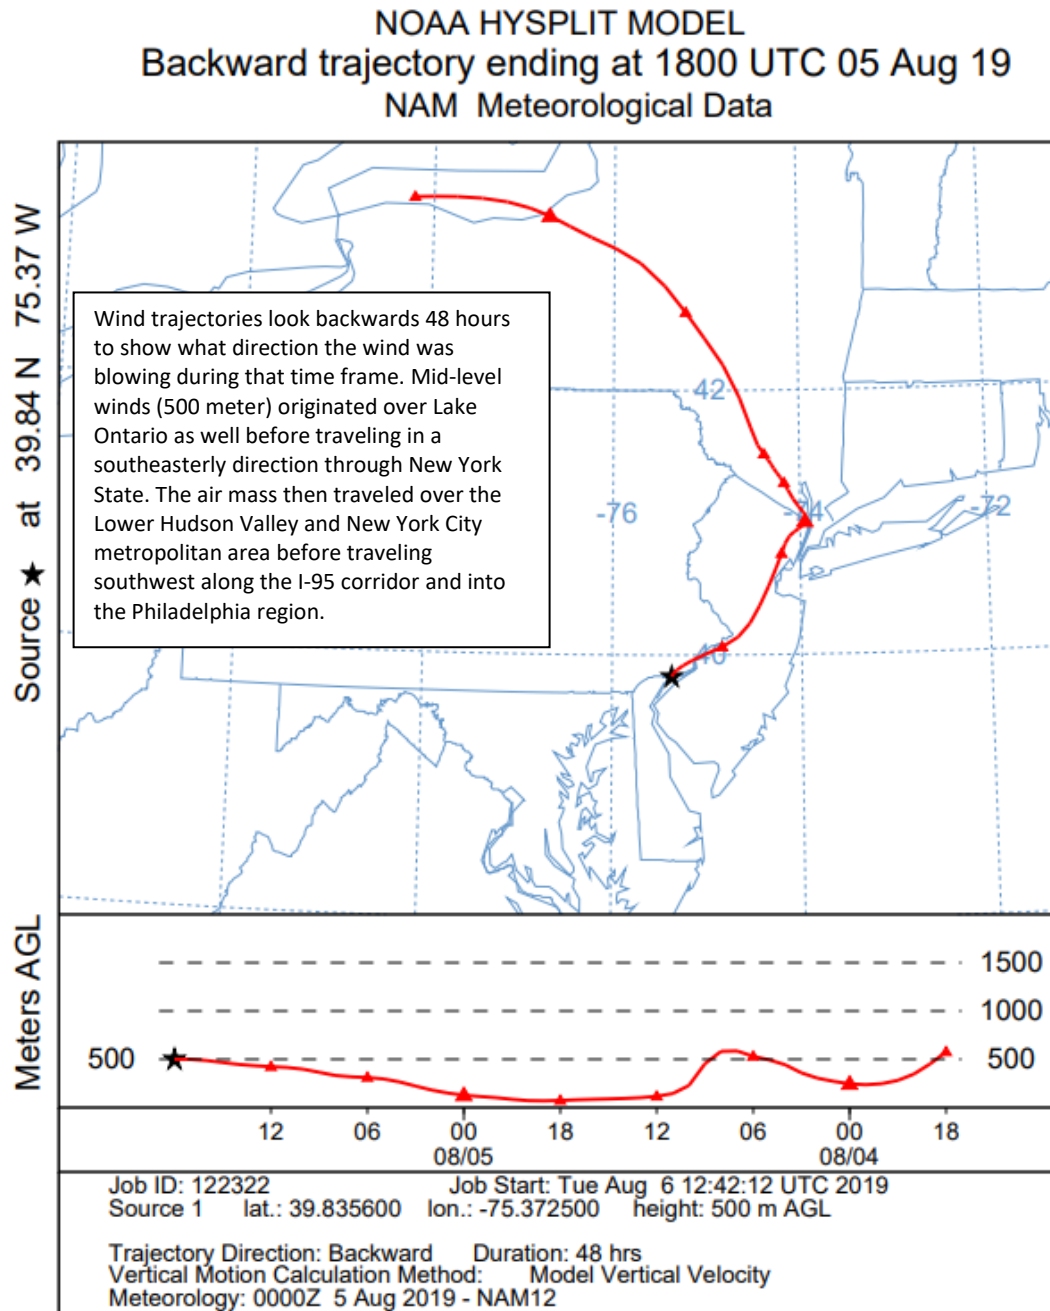 NOAA HYSPLIT MODEL
Backward trajectory ending at 1800 UTC 05 Aug 19
NAM Meteorological Data
Source ★ at 39.84 N 75.37 W
Wind trajectories look backwards 48 hours
to show what direction the wind was
blowing during that time frame. Mid-level
winds (500 meter) originated over Lake
Ontario as well before traveling in a
southeasterly direction through New York
State. The air mass then traveled over the
Lower Hudson Valley and New York City
metropolitan area before traveling
southwest along the I-95 corridor and into
the Philadelphia region.
42
-76 -74 -72
40
Meters AGL
1500
1000
500 500
12 06 00 18 12 06 00 18
08/05 08/04
Job ID: 122322 Job Start: Tue Aug 6 12:42:12 UTC 2019
Source 1 lat.: 39.835600 lon.: -75.372500 height: 500 m AGL
Trajectory Direction: Backward Duration: 48 hrs
Vertical Motion Calculation Method: Model Vertical Velocity
Meteorology: 0000Z 5 Aug 2019 - NAM12